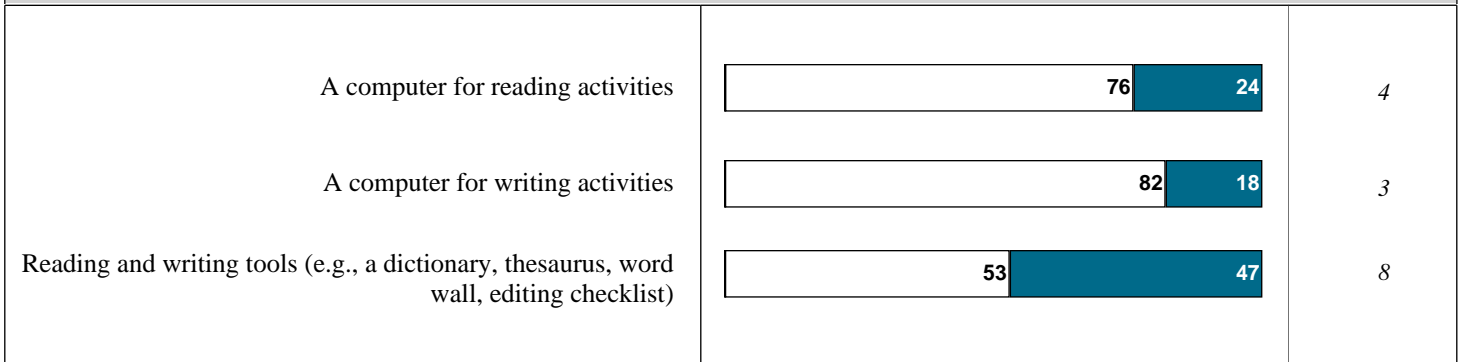 A computer for reading activities 76 24 4
A computer for writing activities 82 18 3
Reading and writing tools (e.g., a dictionary, thesaurus, word
wall, editing checklist) 53 47 8